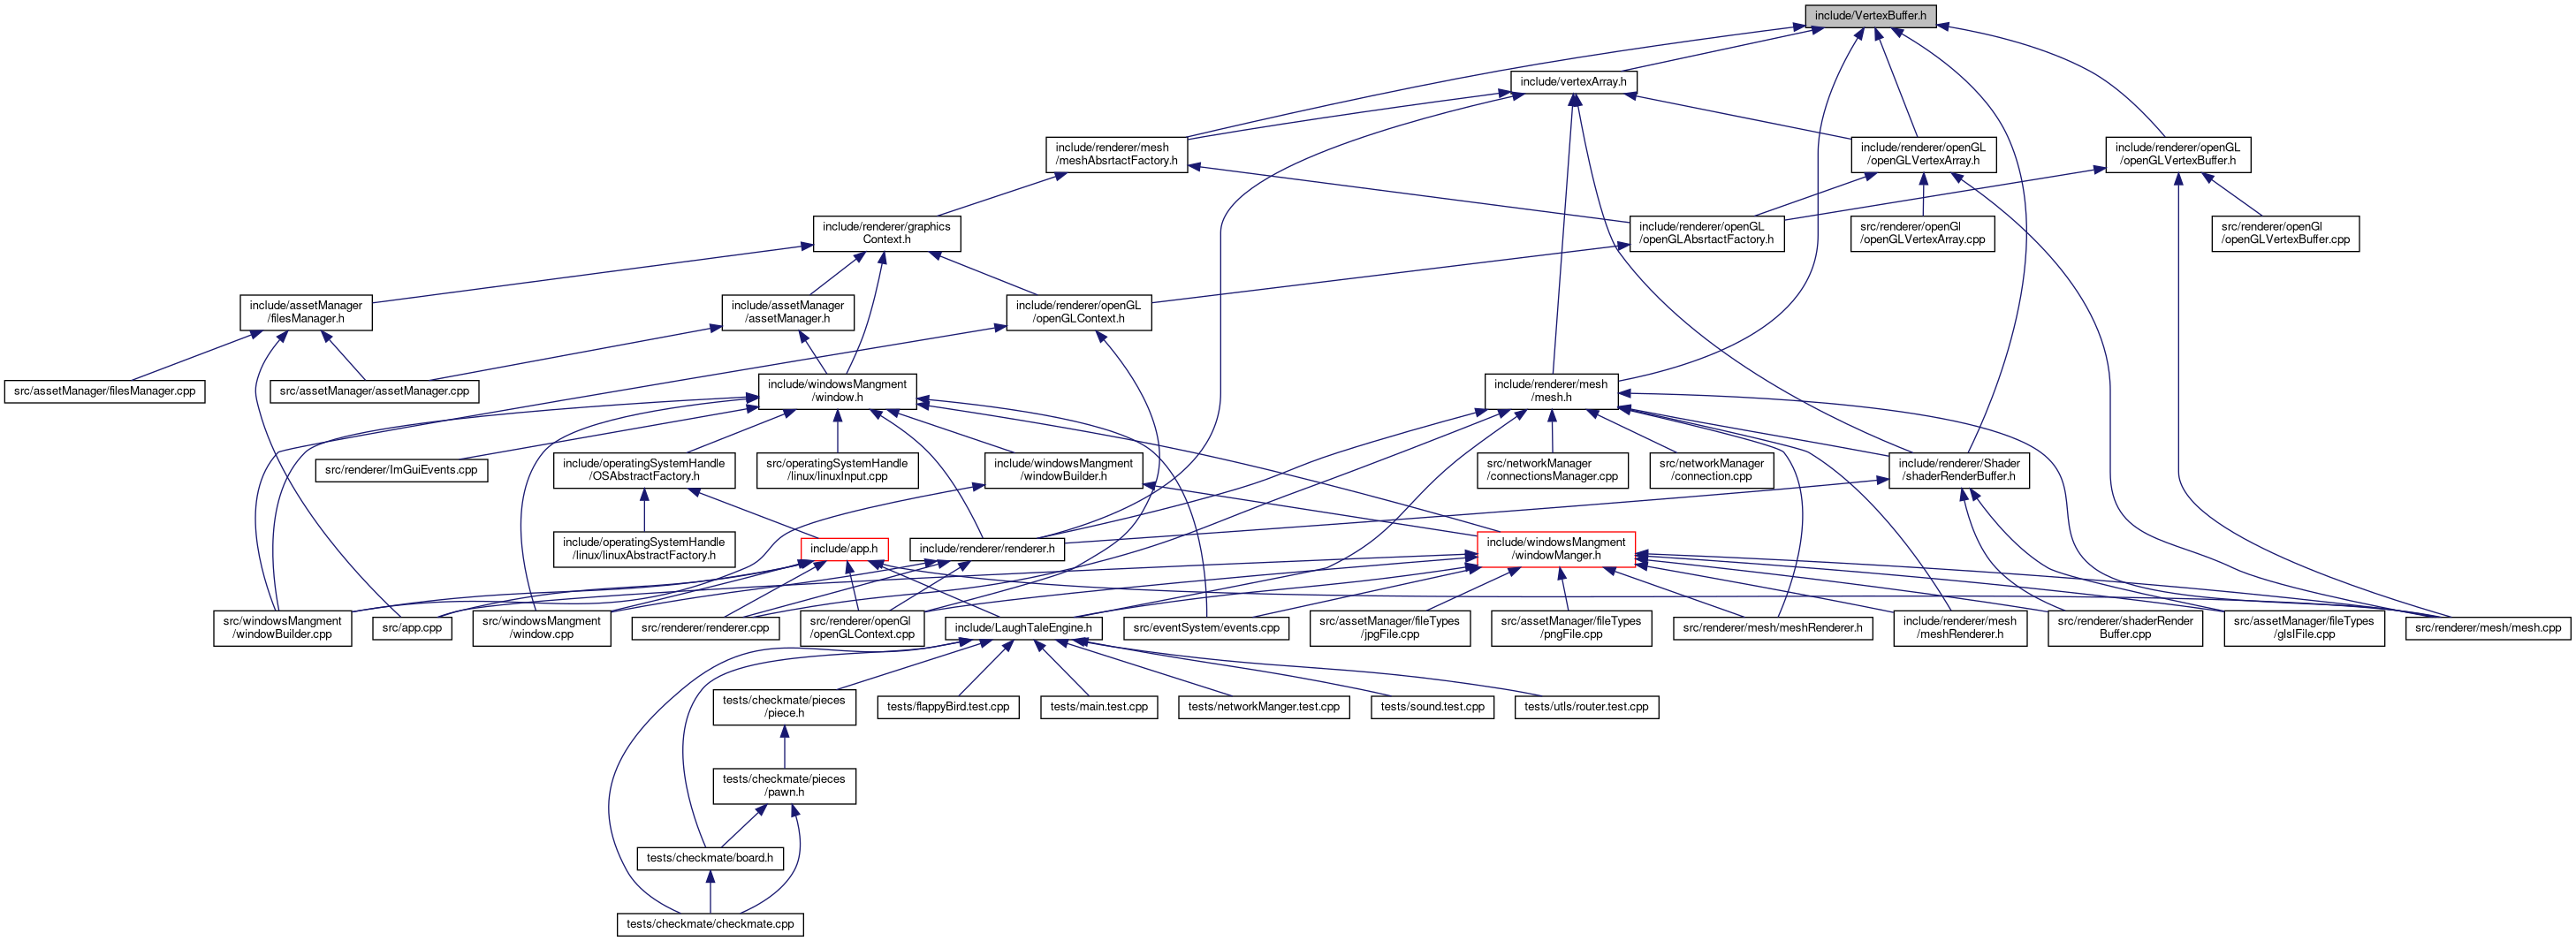 include/VertexBuffer.h
include/vertexArray.h
include/renderer/mesh
/meshAbsrtactFactory.h
include/renderer/openGL
/openGLVertexArray.h
include/renderer/openGL
/openGLVertexBuffer.h
include/renderer/graphics
Context.h
include/renderer/openGL
/openGLAbsrtactFactory.h
src/renderer/openGl
/openGLVertexArray.cpp
src/renderer/openGl
/openGLVertexBuffer.cpp
include/assetManager
/filesManager.h
include/assetManager
/assetManager.h
include/renderer/openGL
/openGLContext.h
src/assetManager/filesManager.cpp
src/assetManager/assetManager.cpp
include/windowsMangment
/window.h
include/renderer/mesh
/mesh.h
src/renderer/ImGuiEvents.cpp
include/operatingSystemHandle
/OSAbstractFactory.h
src/operatingSystemHandle
/linux/linuxInput.cpp
include/windowsMangment
/windowBuilder.h
src/networkManager
/connectionsManager.cpp
src/networkManager
/connection.cpp
include/renderer/Shader
/shaderRenderBuffer.h
include/operatingSystemHandle
/linux/linuxAbstractFactory.h
include/app.h
include/renderer/renderer.h
include/windowsMangment
/windowManger.h
src/windowsMangment
/windowBuilder.cpp
src/app.cpp
src/windowsMangment
/window.cpp
src/renderer/renderer.cpp
src/renderer/openGl
/openGLContext.cpp
include/LaughTaleEngine.h
src/eventSystem/events.cpp
src/assetManager/fileTypes
/jpgFile.cpp
src/assetManager/fileTypes
/pngFile.cpp
src/renderer/mesh/meshRenderer.h
include/renderer/mesh
/meshRenderer.h
src/renderer/shaderRender
Buffer.cpp
src/assetManager/fileTypes
/glslFile.cpp
src/renderer/mesh/mesh.cpp
tests/checkmate/pieces
/piece.h
tests/flappyBird.test.cpp
tests/main.test.cpp
tests/networkManger.test.cpp
tests/sound.test.cpp
tests/utls/router.test.cpp
tests/checkmate/pieces
/pawn.h
tests/checkmate/board.h
tests/checkmate/checkmate.cpp